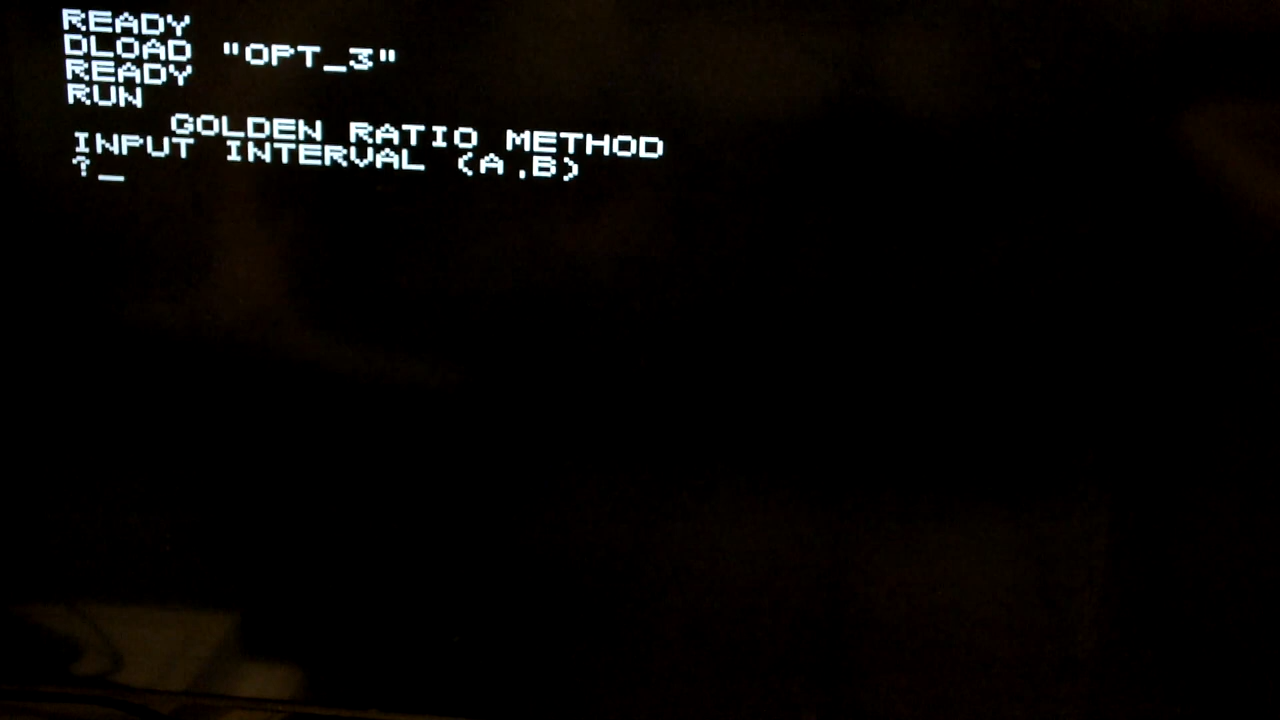 READY
DLOAD "OPT_3"
READY
RUN
GOLDEN RATIO METHOD
INPUT INTERVAL (A,B)
?_